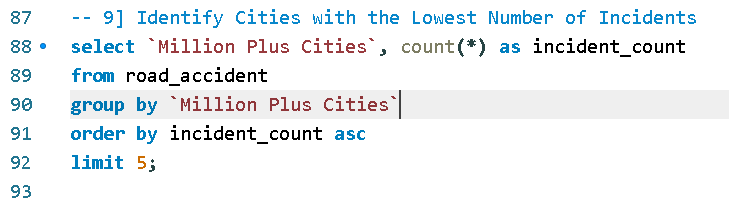 87 -- 9] Identify Cities with the Lowest Number of Incidents
88 select `Million Plus Cities`, count(*) as incident_count
89 from road_accident
90 group by `Million Plus Cities`
91 order by incident_count asc
92 limit 5;
93